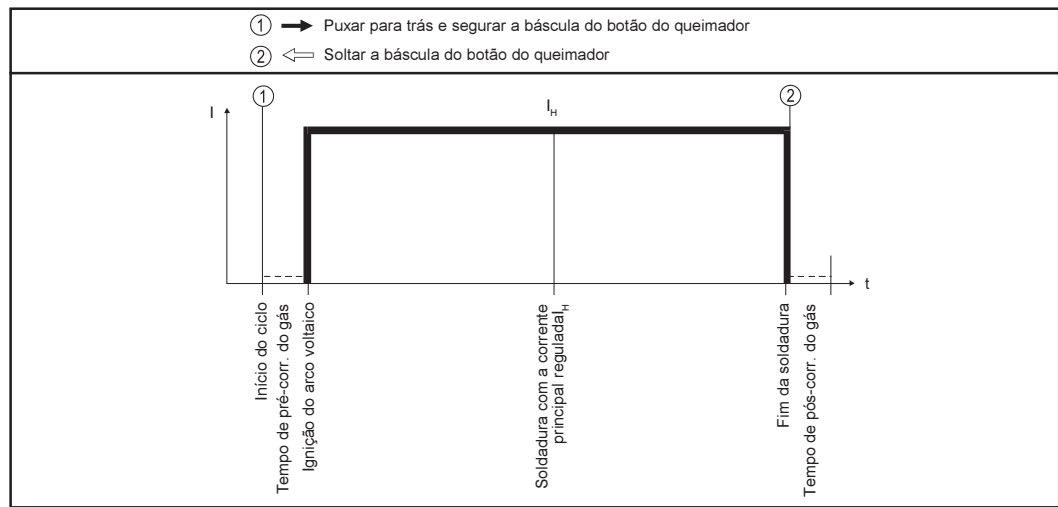 1 Puxar para trás e segurar a báscula do botão do queimador
2 Soltar a báscula do botão do queimador
1
2
I
I_H
t
Início do ciclo
Tempo de pré-corr. do gás
Ignição do arco voltaico
Soldadura com a corrente
principal reguladaI_H
Fim da soldadura
Tempo de pós-corr. do gás